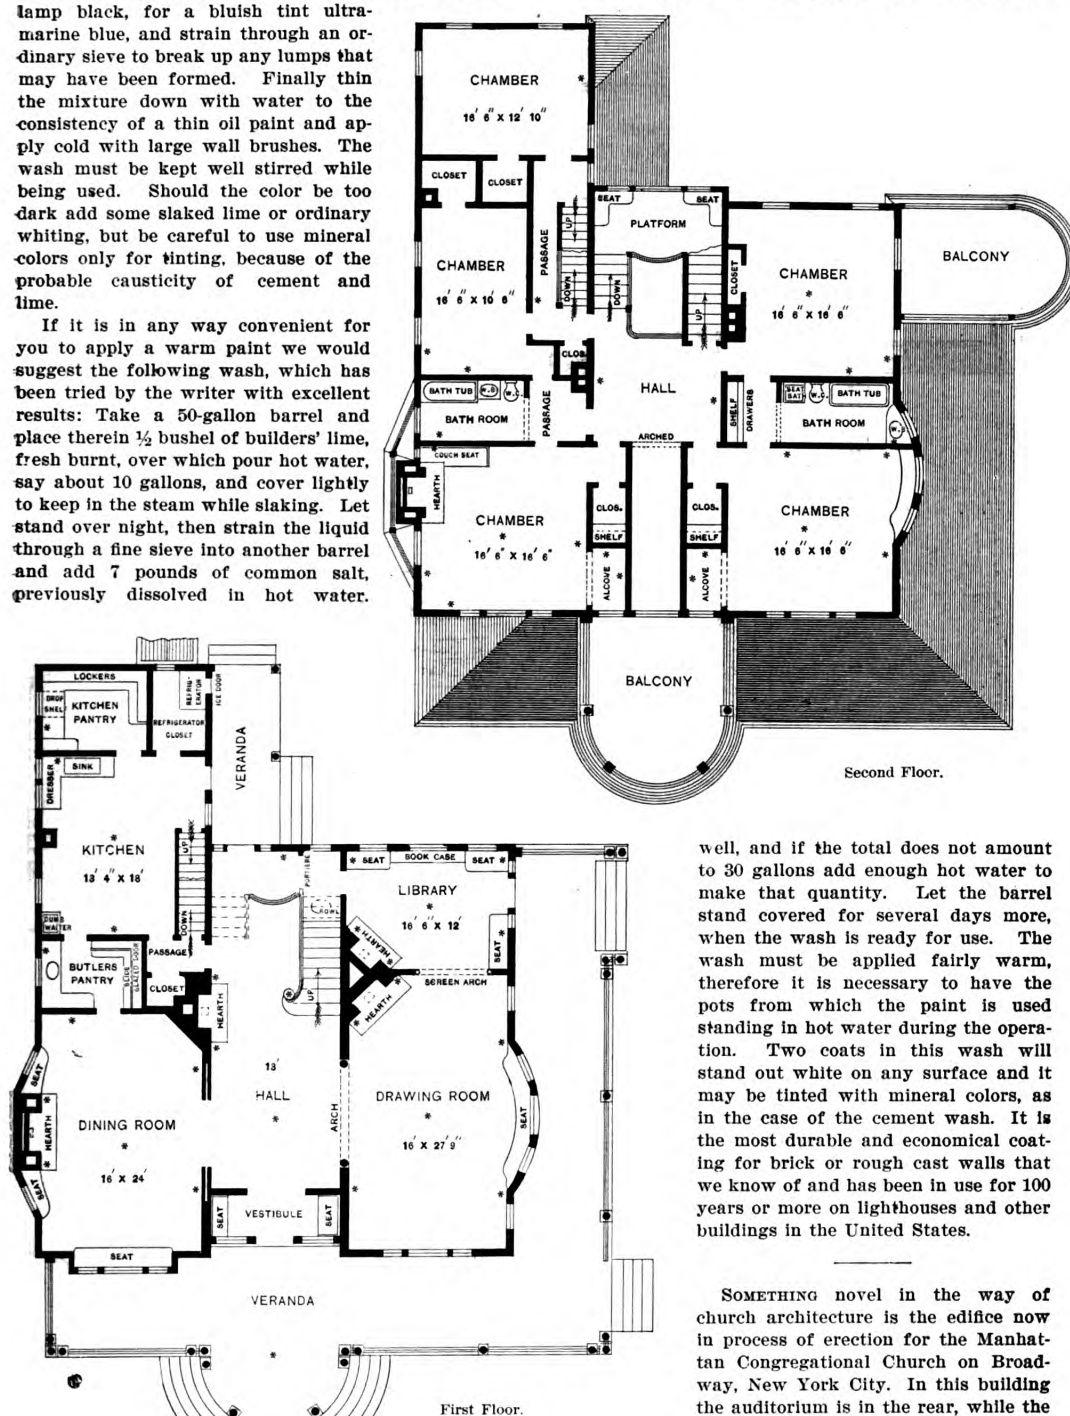 lamp black, for a bluish tint ultra-
marine blue, and strain through an or-
dinary sieve to break up any lumps that
may have been formed. Finally thin
the mixture down with water to the
consistency of a thin oil paint and ap-
ply cold with large wall brushes. The
wash must be kept well stirred while
being used. Should the color be too
dark add some slaked lime or ordinary
whiting, but be careful to use mineral
colors only for tinting, because of the
probable causticity of cement and
lime.
If it is in any way convenient for
you to apply a warm paint we would
suggest the following wash, which has
been tried by the writer with excellent
results: Take a 50-gallon barrel and
place therein ½ bushel of builders' lime,
fresh burnt, over which pour hot water,
say about 10 gallons, and cover lightly
to keep in the steam while slaking. Let
stand over night, then strain the liquid
through a fine sieve into another barrel
and add 7 pounds of common salt,
previously dissolved in hot water.
CHAMBER
16' 6" X 12' 10"
CLOSET
CLOSET
SEAT
SEAT
PLATFORM
UP
DOWN
PASSAGE
DOWN
UP
CLOSET
CHAMBER
16' 6" X 10' 6"
CHAMBER
16' 6" X 16' 6"
BALCONY
CLOS.
HALL
BATH TUB
W.B
W.C.
BATH ROOM
PASSAGE
ARCHED
SHELF
DRAWERS
SEAT
BATH
W.C.
BATH TUB
BATH ROOM
W.B
COUCH SEAT
HEARTH
CHAMBER
16' 6" X 16' 6"
CLOS.
SHELF
ALCOVE
CLOS.
SHELF
ALCOVE
CHAMBER
16' 6" X 16' 6"
BALCONY
Second Floor.
LOCKERS
DROP
SHELF
KITCHEN
PANTRY
REFRIG-
ERATOR
ICE DOOR
REFRIGERATOR
CLOSET
VERANDA
DRESSER
SINK
KITCHEN
13' 4" X 18'
UP
DOWN
DUMB
WAITER
BUTLERS
PANTRY
SLIDE
GLAZED DOOR
PASSAGE
CLOSET
HEARTH
PORTIERE
BOWL
UP
SEAT
BOOK CASE
SEAT
LIBRARY
16' 6" X 12'
HEARTH
SEAT
SCREEN ARCH
HEARTH
SEAT
HEARTH
SEAT
DINING ROOM
16' X 24'
SEAT
13'
HALL
ARCH
DRAWING ROOM
16' X 27' 9"
SEAT
SEAT
VESTIBULE
SEAT
VERANDA
First Floor.
well, and if the total does not amount
to 30 gallons add enough hot water to
make that quantity. Let the barrel
stand covered for several days more,
when the wash is ready for use. The
wash must be applied fairly warm,
therefore it is necessary to have the
pots from which the paint is used
standing in hot water during the opera-
tion. Two coats in this wash will
stand out white on any surface and it
may be tinted with mineral colors, as
in the case of the cement wash. It is
the most durable and economical coat-
ing for brick or rough cast walls that
we know of and has been in use for 100
years or more on lighthouses and other
buildings in the United States.
SOMETHING novel in the way of
church architecture is the edifice now
in process of erection for the Manhat-
tan Congregational Church on Broad-
way, New York City. In this building
the auditorium is in the rear, while the